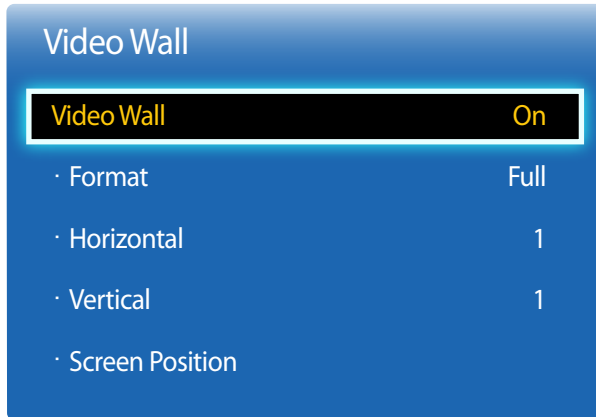 Video Wall
Video Wall On
· Format Full
· Horizontal 1
· Vertical 1
· Screen Position